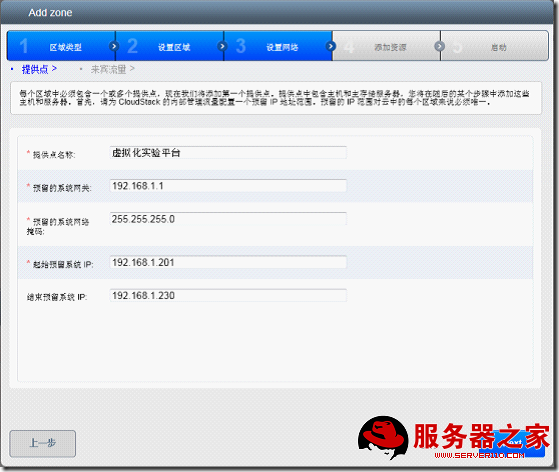 Add zone
1 区域类型
2 设置区域
3 设置网络
4 添加资源
5 启动
• 提供点 > • 来宾流量 >
每个区域中必须包含一个或多个提供点，现在我们将添加第一个提供点。提供点中包含主机和主存储服务器，您将在随后的某个步骤中添加这些
主机和服务器。首先，请为 CloudStack 的内部管理流量配置一个预留 IP 地址范围。预留的 IP 范围对云中的每个区域来说必须唯一。
* 提供点名称: 虚拟化实验平台
* 预留的系统网关: 192.168.1.1
* 预留的系统网络
掩码: 255.255.255.0
* 起始预留系统 IP: 192.168.1.201
结束预留系统 IP: 192.168.1.230
上一步
服务器之家